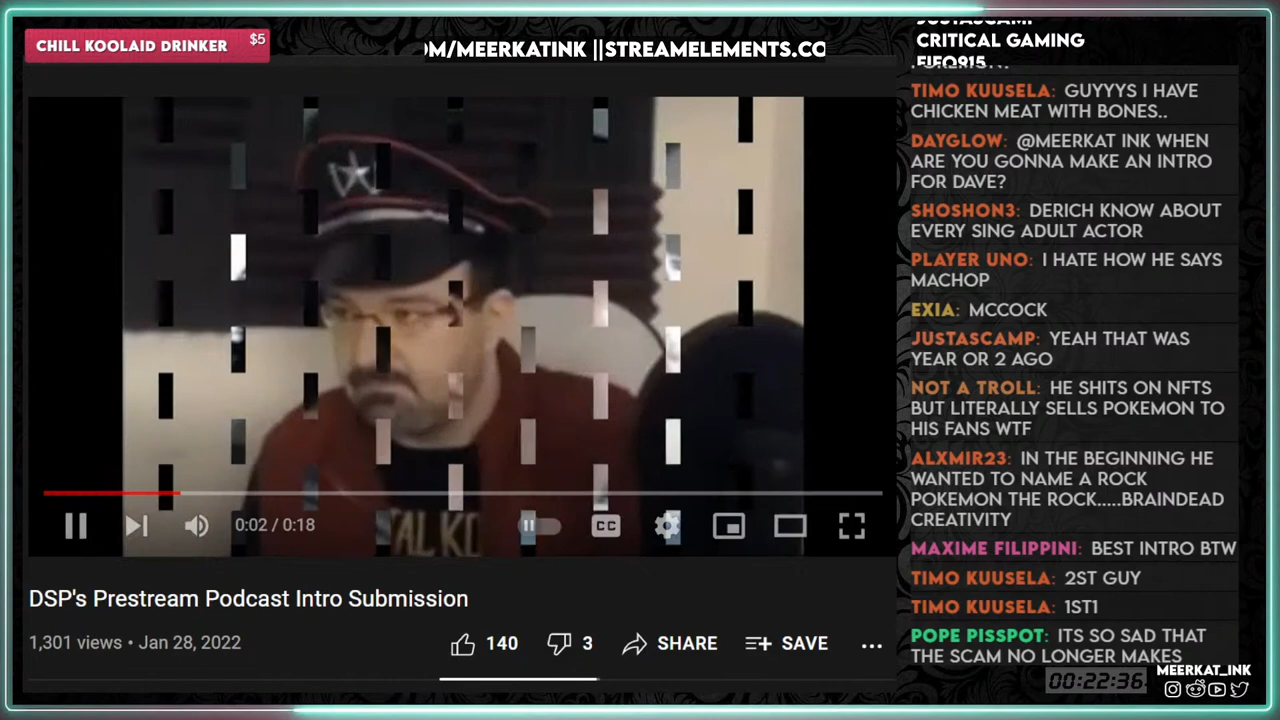 CHILL KOOLAID DRINKER $5
OM/MEERKATINK ||STREAMELEMENTS.CO
JUSTASCAMP
CRITICAL GAMING
FIFO915
TIMO KUUSELA: GUYYYS I HAVE
CHICKEN MEAT WITH BONES..
DAYGLOW: @MEERKAT INK WHEN
ARE YOU GONNA MAKE AN INTRO
FOR DAVE?
SHOSHON3: DERICH KNOW ABOUT
EVERY SING ADULT ACTOR
PLAYER UNO: I HATE HOW HE SAYS
MACHOP
EXIA: MCCOCK
JUSTASCAMP: YEAH THAT WAS
YEAR OR 2 AGO
NOT A TROLL: HE SHITS ON NFTS
BUT LITERALLY SELLS POKEMON TO
HIS FANS WTF
ALXMIR23: IN THE BEGINNING HE
WANTED TO NAME A ROCK
POKEMON THE ROCK.....BRAINDEAD
CREATIVITY
MAXIME FILIPPINI: BEST INTRO BTW
TIMO KUUSELA: 2ST GUY
TIMO KUUSELA: 1ST1
POPE PISSPOT: ITS SO SAD THAT
THE SCAM NO LONGER MAKES
TALKO
0:02 / 0:18
CC
DSP's Prestream Podcast Intro Submission
1,301 views • Jan 28, 2022
140 3 SHARE SAVE
00:22:36
MEERKAT_INK